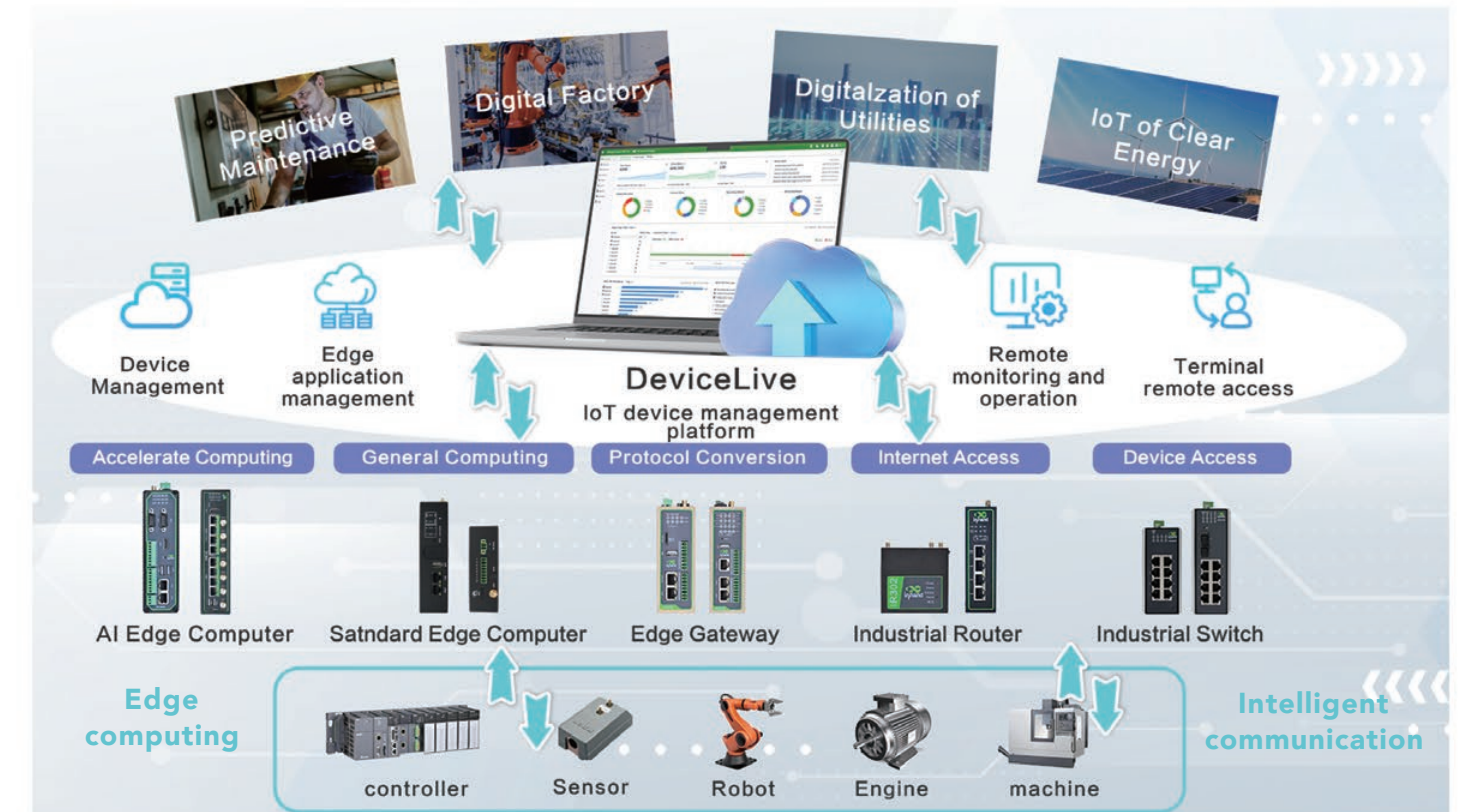 Predictive
Maintenance
Digital Factory
Digitalzation of
Utilities
IoT of Clear
Energy
Device
Management
Edge
application
management
DeviceLive
IoT device management
platform
Remote
monitoring and
operation
Terminal
remote access
Accelerate Computing
General Computing
Protocol Conversion
Internet Access
Device Access
IR302
AI Edge Computer
Satndard Edge Computer
Edge Gateway
Industrial Router
Industrial Switch
Edge
computing
Intelligent
communication
controller
Sensor
Robot
Engine
machine